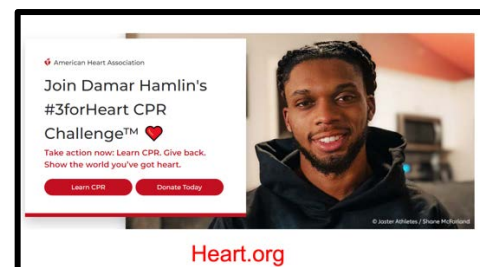 American Heart Association
Join Damar Hamlin's
#3forHeart CPR
Challenge™ ❤️
Take action now: Learn CPR. Give back.
Show the world you've got heart.
Learn CPR
Donate Today
© Jaster Athletes / Shane McFarland
Heart.org